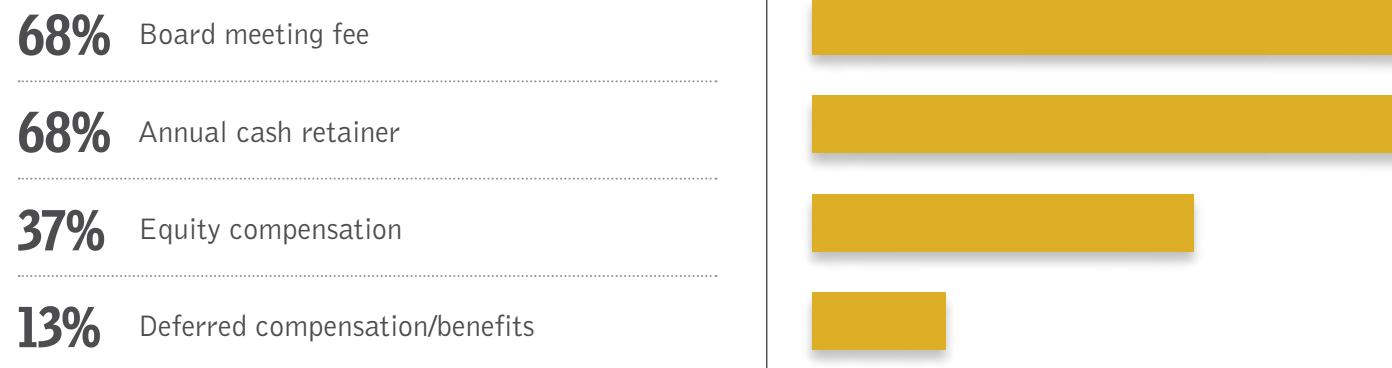 68% Board meeting fee
68% Annual cash retainer
37% Equity compensation
13% Deferred compensation/benefits